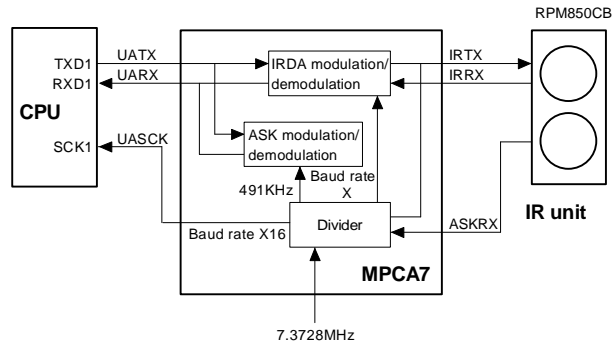 RPM850CB
TXD1
UATX
IRDA modulation/
demodulation
IRTX
RXD1
UARX
IRRX
CPU
ASK modulation/
demodulation
SCK1
UASCK
491KHz
Baud rate
X
Baud rate X16
Divider
ASKRX
IR unit
MPCA7
7.3728MHz